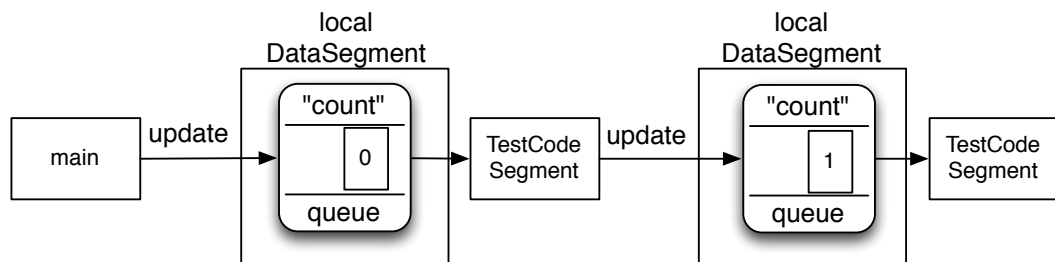 main
update
local
DataSegment
"count"
0
queue
TestCode
Segment
update
local
DataSegment
"count"
1
queue
TestCode
Segment